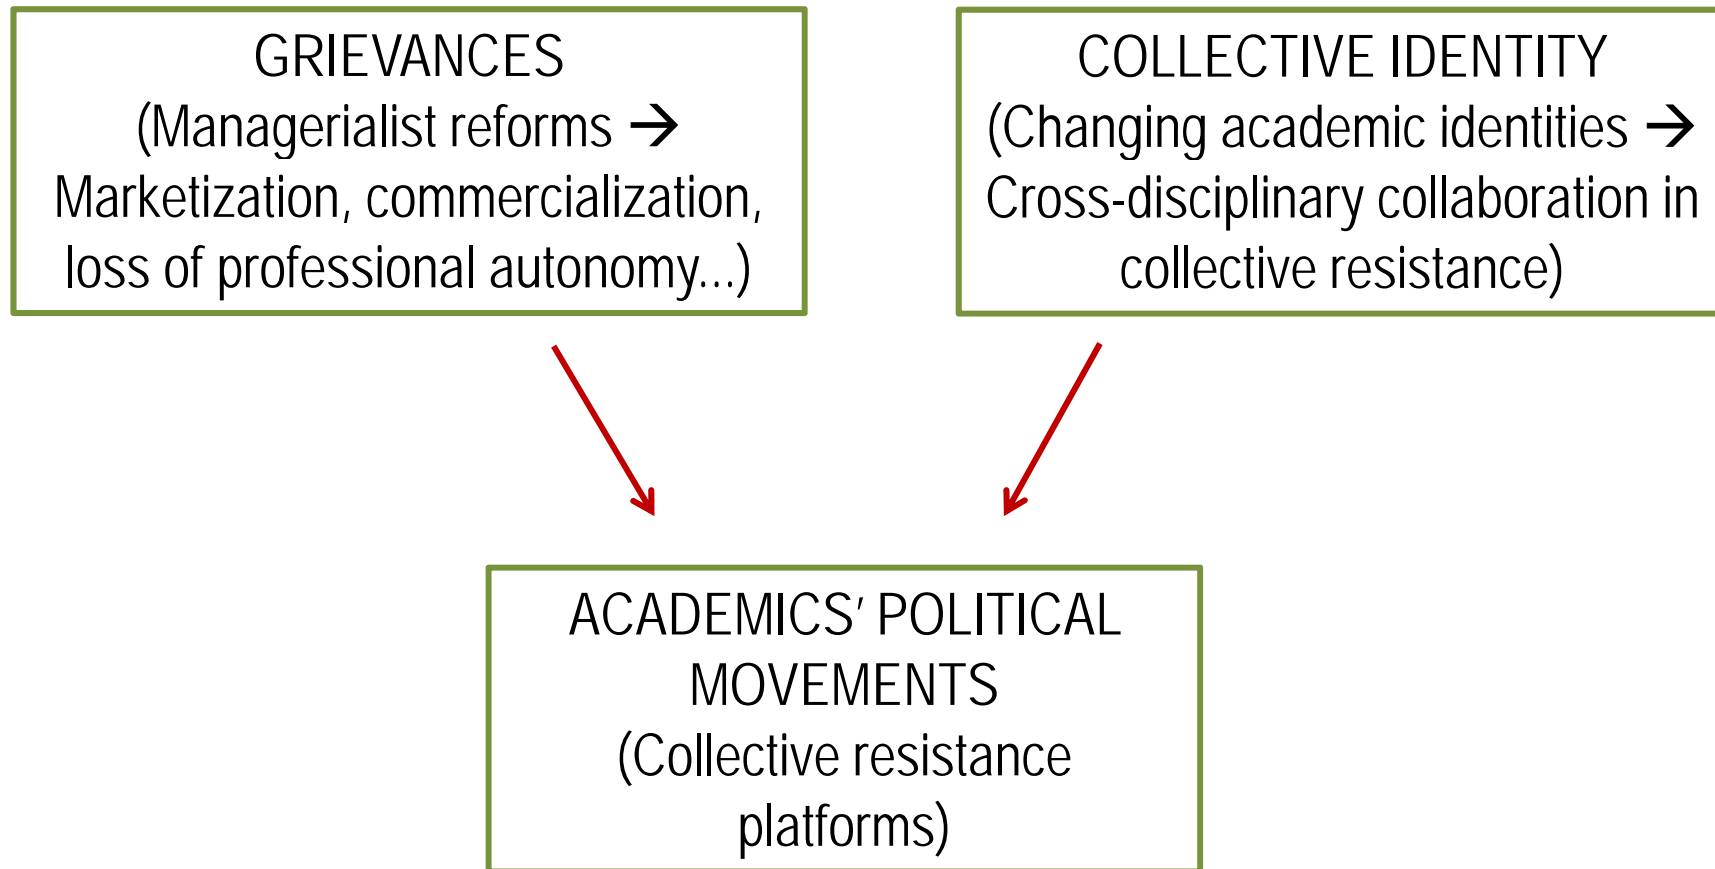 GRIEVANCES
(Managerialist reforms →
Marketization, commercialization,
loss of professional autonomy...)
COLLECTIVE IDENTITY
(Changing academic identities →
Cross-disciplinary collaboration in
collective resistance)
ACADEMICS' POLITICAL
MOVEMENTS
(Collective resistance
platforms)